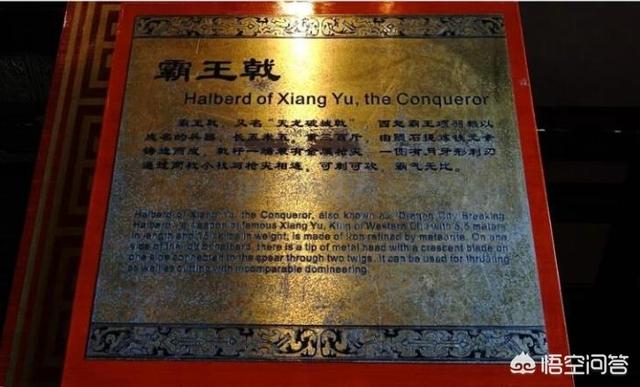 霸王戟
Halberd of Xiang Yu, the Conqueror
霸王戟，又名“天龙破城戟”，西楚霸王项羽赖以
成名的兵器，长五米五，重三百斤，由陨石提炼铁元素
铸造而成，戟杆一端装有金属枪尖，一侧有月牙形利刃
通过两枚小枝与枪尖相连，可刺可砍，霸气无比。
Halberd of Xiang Yu, the Conqueror, also known as "Dragon City Breaking
Halberd", is weapon of famous Xiang Yu, King of Western Chu with 5.5 meters
in length and in weight, is made of iron refined by meteorite. On one
side of the halberd, there is a tip of metal head with a crescent blade on
one side connected to the spear through two twigs. It can be used for thrusting
as well as cutting with incomparable domineering.
悟空问答